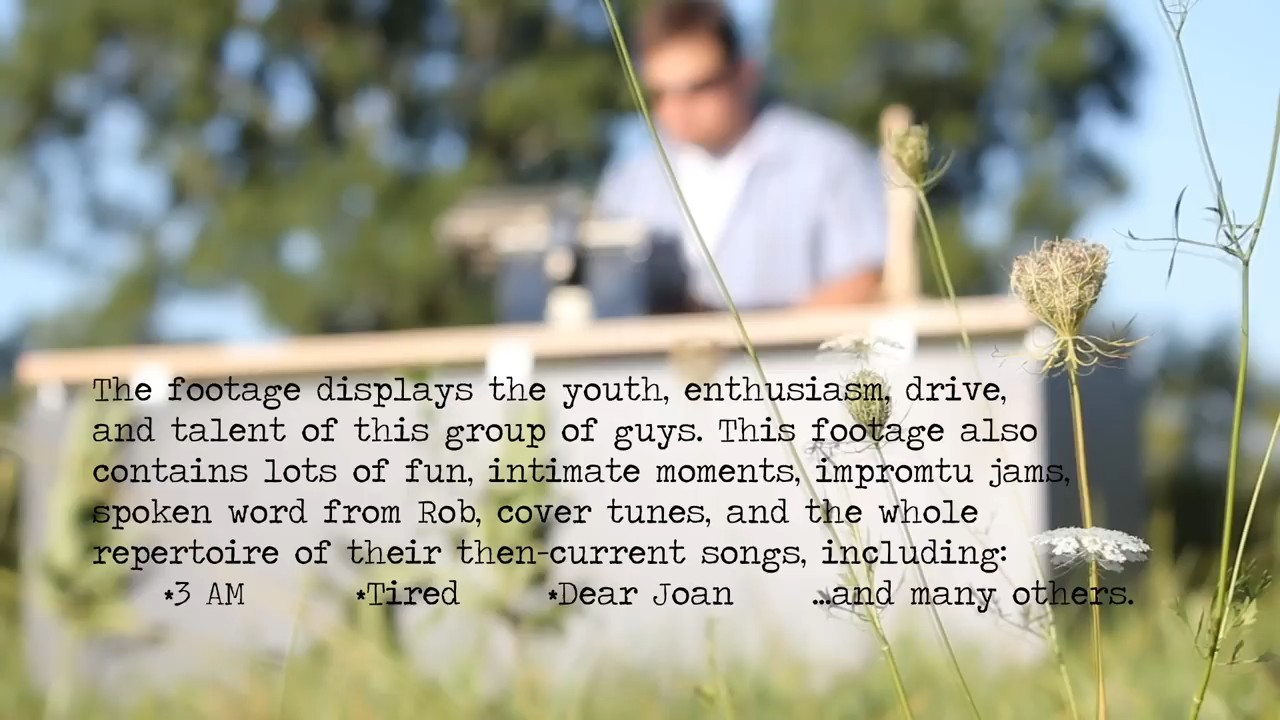 The footage displays the youth, enthusiasm, drive,
and talent of this group of guys. This footage also
contains lots of fun, intimate moments, impromtu jams,
spoken word from Rob, cover tunes, and the whole
repertoire of their then-current songs, including:
*3 AM *Tired *Dear Joan …and many others.